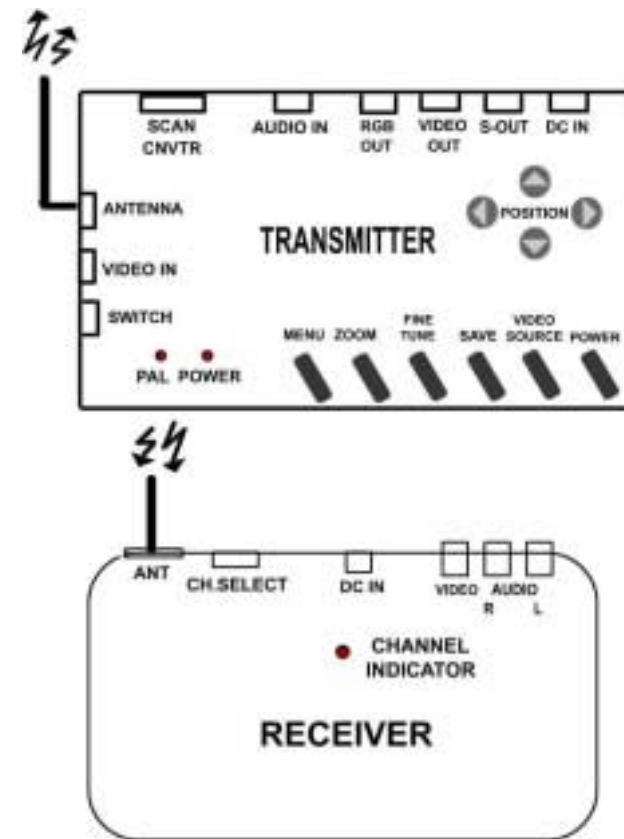 SCAN
CNVTR
AUDIO IN
RGB
OUT
VIDEO
OUT
S-OUT
DC IN
ANTENNA
POSITION
TRANSMITTER
VIDEO IN
SWITCH
PAL
POWER
MENU
ZOOM
FINE
TUNE
SAVE
VIDEO
SOURCE
POWER
ANT
CH.SELECT
DC IN
VIDEO
AUDIO
R
L
CHANNEL
INDICATOR
RECEIVER